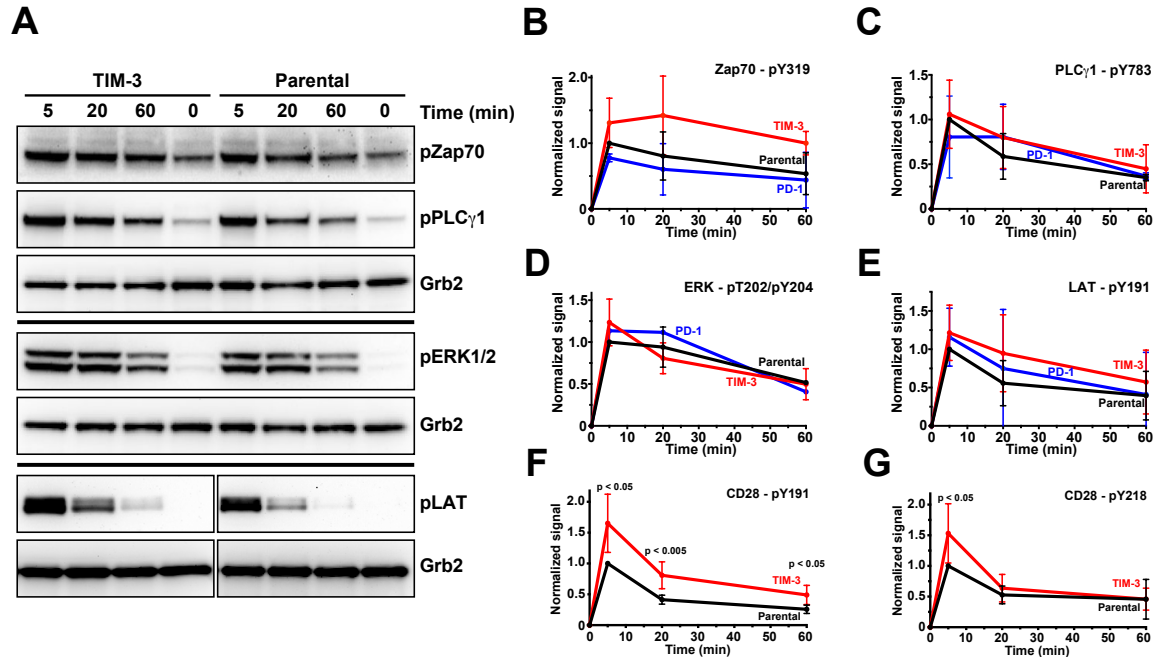 A
TIM-3 Parental
5 20 60 0 5 20 60 0 Time (min)
pZap70
pPLCγ1
Grb2
pERK1/2
Grb2
pLAT
Grb2
B
Zap70 - pY319
Normalized signal
2.0
1.5
1.0
0.5
0
TIM-3
Parental
PD-1
0 10 20 30 40 50 60
Time (min)
C
PLCγ1 - pY783
Normalized signal
1.5
1.0
0.5
0
TIM-3
PD-1
Parental
0 10 20 30 40 50 60
Time (min)
D
ERK - pT202/pY204
Normalized signal
1.5
1.0
0.5
0
PD-1
Parental
TIM-3
0 10 20 30 40 50 60
Time (min)
E
LAT - pY191
Normalized signal
1.5
1.0
0.5
0
TIM-3
PD-1
Parental
0 10 20 30 40 50 60
Time (min)
F
CD28 - pY191
Normalized signal
2.0
1.5
1.0
0.5
0
p < 0.05
p < 0.005
p < 0.05
TIM-3
Parental
0 10 20 30 40 50 60
Time (min)
G
CD28 - pY218
Normalized signal
2.0
1.5
1.0
0.5
0
p < 0.05
TIM-3
Parental
0 10 20 30 40 50 60
Time (min)